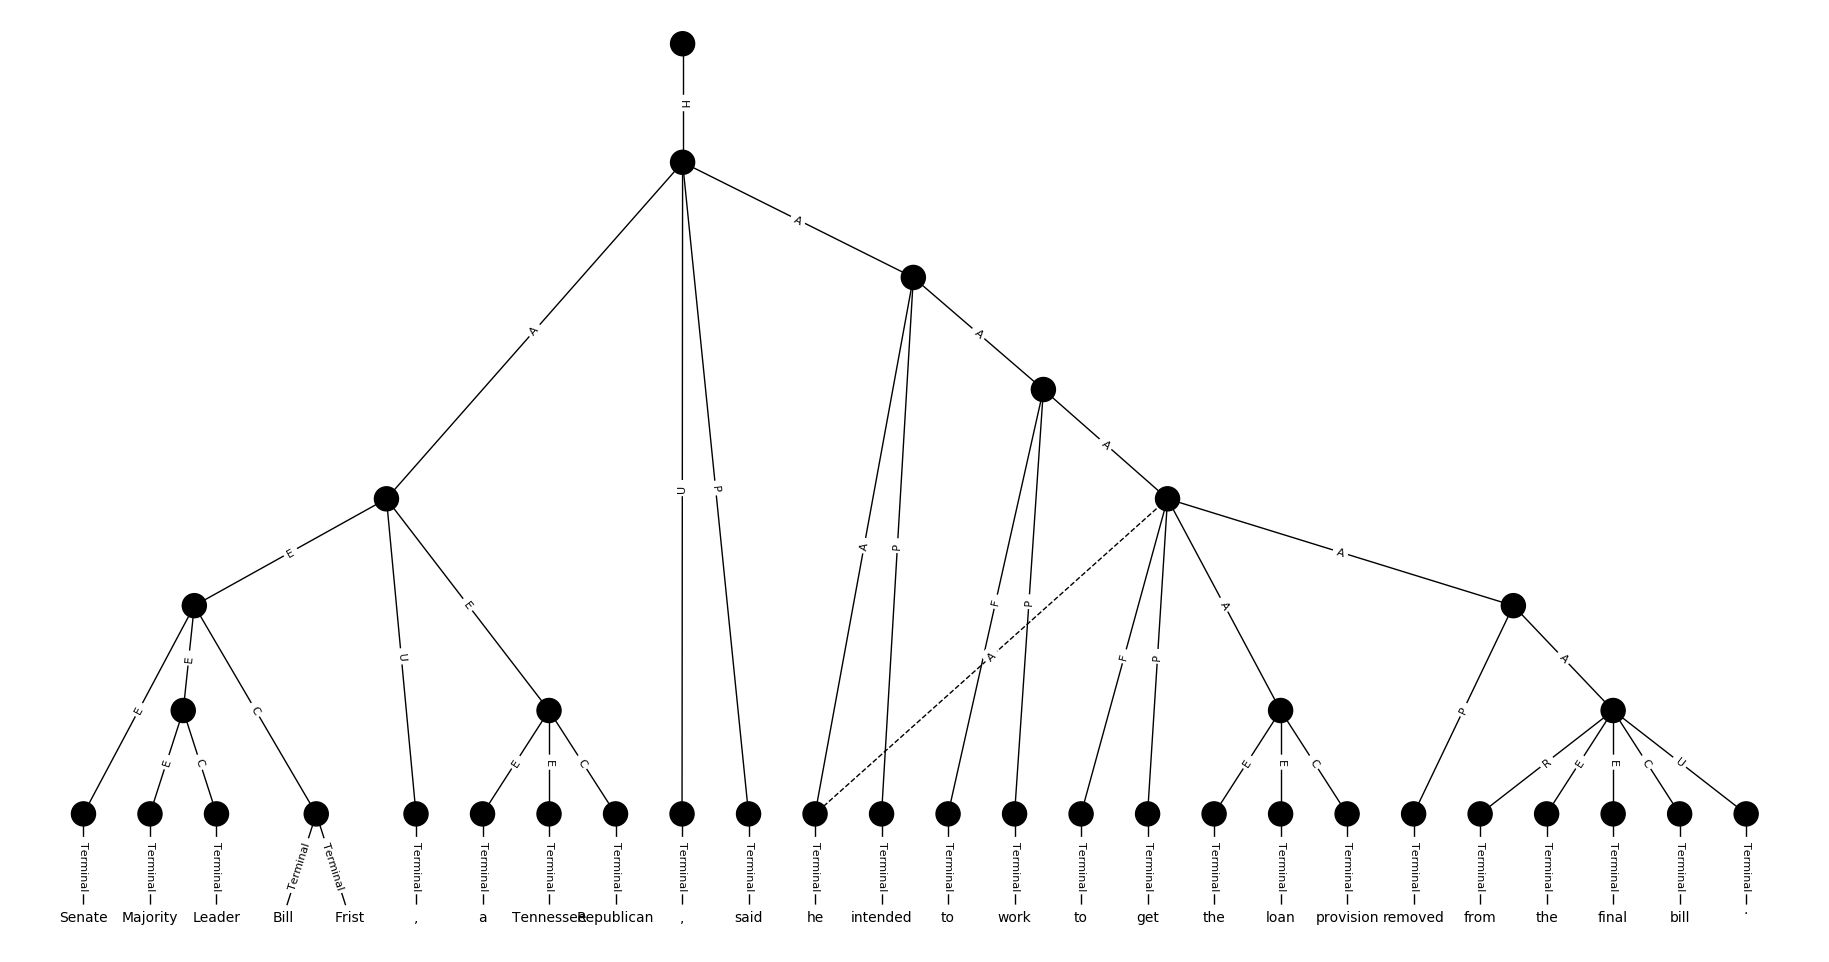 H
A
A
A
U
P
A
A
P
A
E
E
U
F
P
A
E
E
C
A
F
P
A
P
A
E
C
E
E
C
E
E
C
R
E
E
C
U
Terminal Terminal Terminal Terminal Terminal Terminal Terminal Terminal Terminal Terminal Terminal Terminal Terminal Terminal Terminal Terminal Terminal Terminal Terminal Terminal Terminal Terminal Terminal Terminal Terminal Terminal
Senate Majority Leader Bill Frist , a Tennessee Republican , said he intended to work to get the loan provision removed from the final bill .